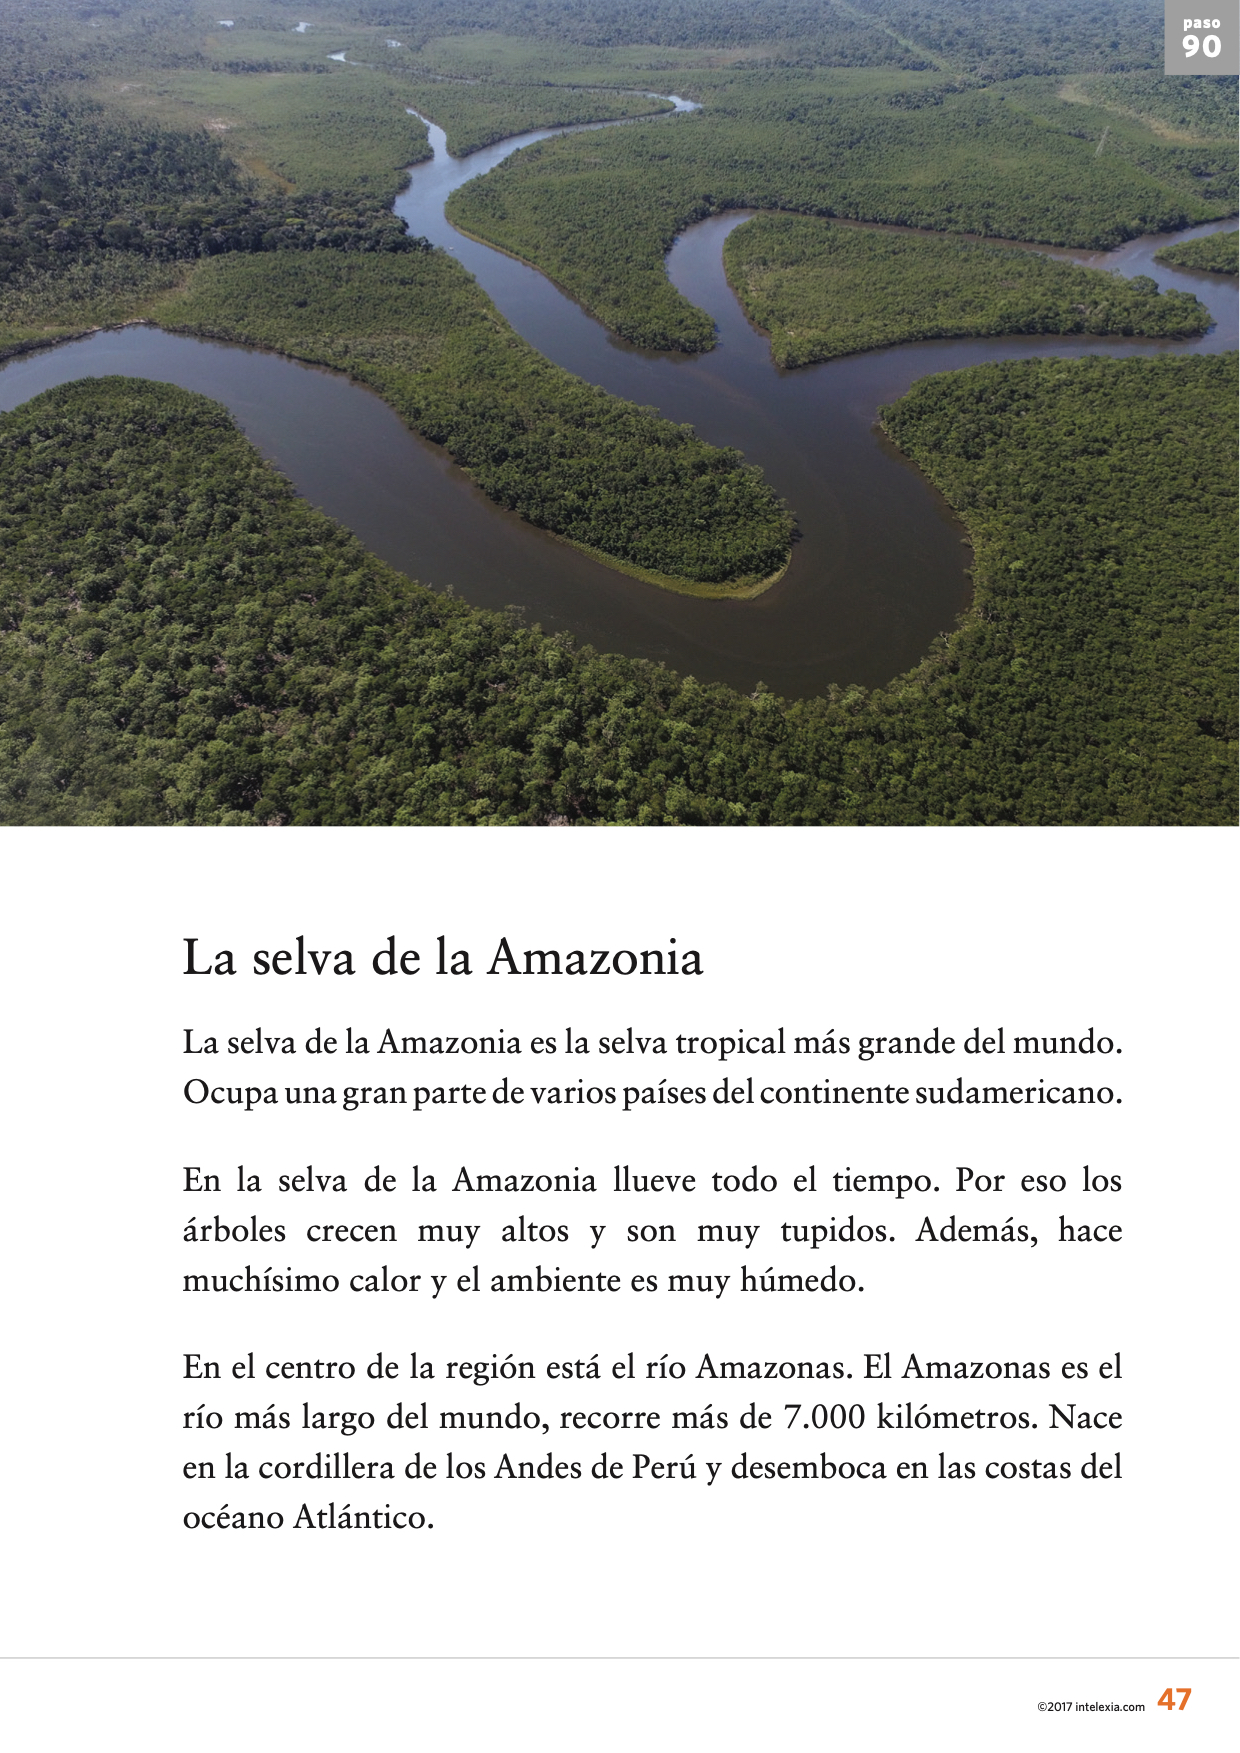 paso
90
La selva de la Amazonia
La selva de la Amazonia es la selva tropical más grande del mundo.
Ocupa una gran parte de varios países del continente sudamericano.
En la selva de la Amazonia llueve todo el tiempo. Por eso los
árboles crecen muy altos y son muy tupidos. Además, hace
muchísimo calor y el ambiente es muy húmedo.
En el centro de la región está el río Amazonas. El Amazonas es el
río más largo del mundo, recorre más de 7.000 kilómetros. Nace
en la cordillera de los Andes de Perú y desemboca en las costas del
océano Atlántico.
©2017 intelexia.com 47